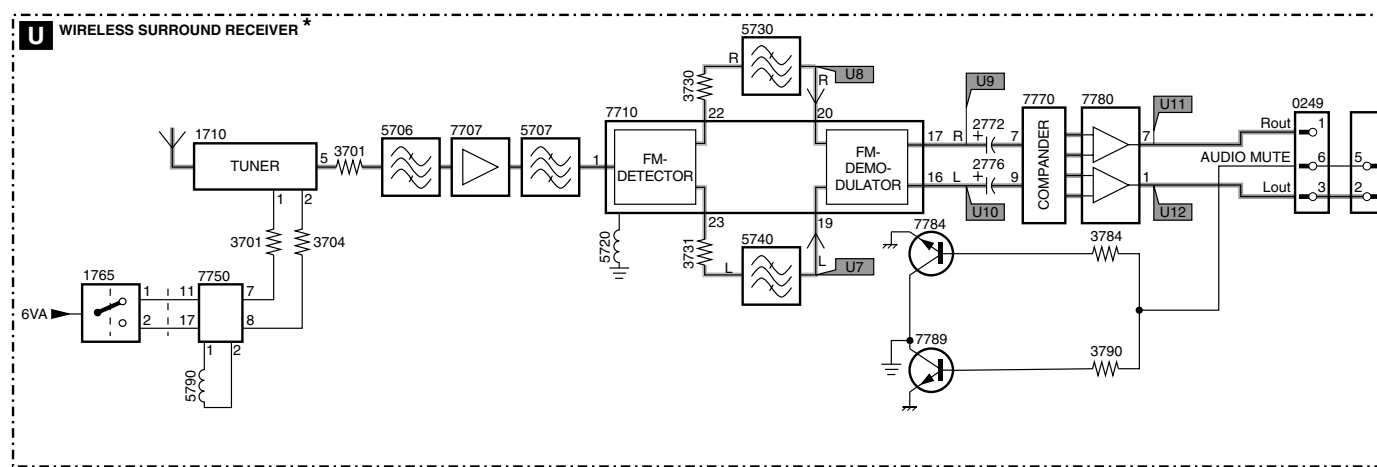 U WIRELESS SURROUND RECEIVER *
5730
R
3730
R
U8
22
20
7710
FM-
DETECTOR
FM-
DEMO-
DULATOR
17 R
16 L
U9
U10
2772
+
7
2776
+
9
7770
COMPANDER
7780
7
1
U11
U12
0249
Rout
1
AUDIO MUTE
6
5
Lout
3
2
1710
TUNER
5
3701
5706
7707
5707
1
1
2
3701
3704
5720
23
3731
L
5740
19
L
U7
7784
3784
7789
3790
1765
6VA
1
2
11
17
7750
7
8
1
2
5790